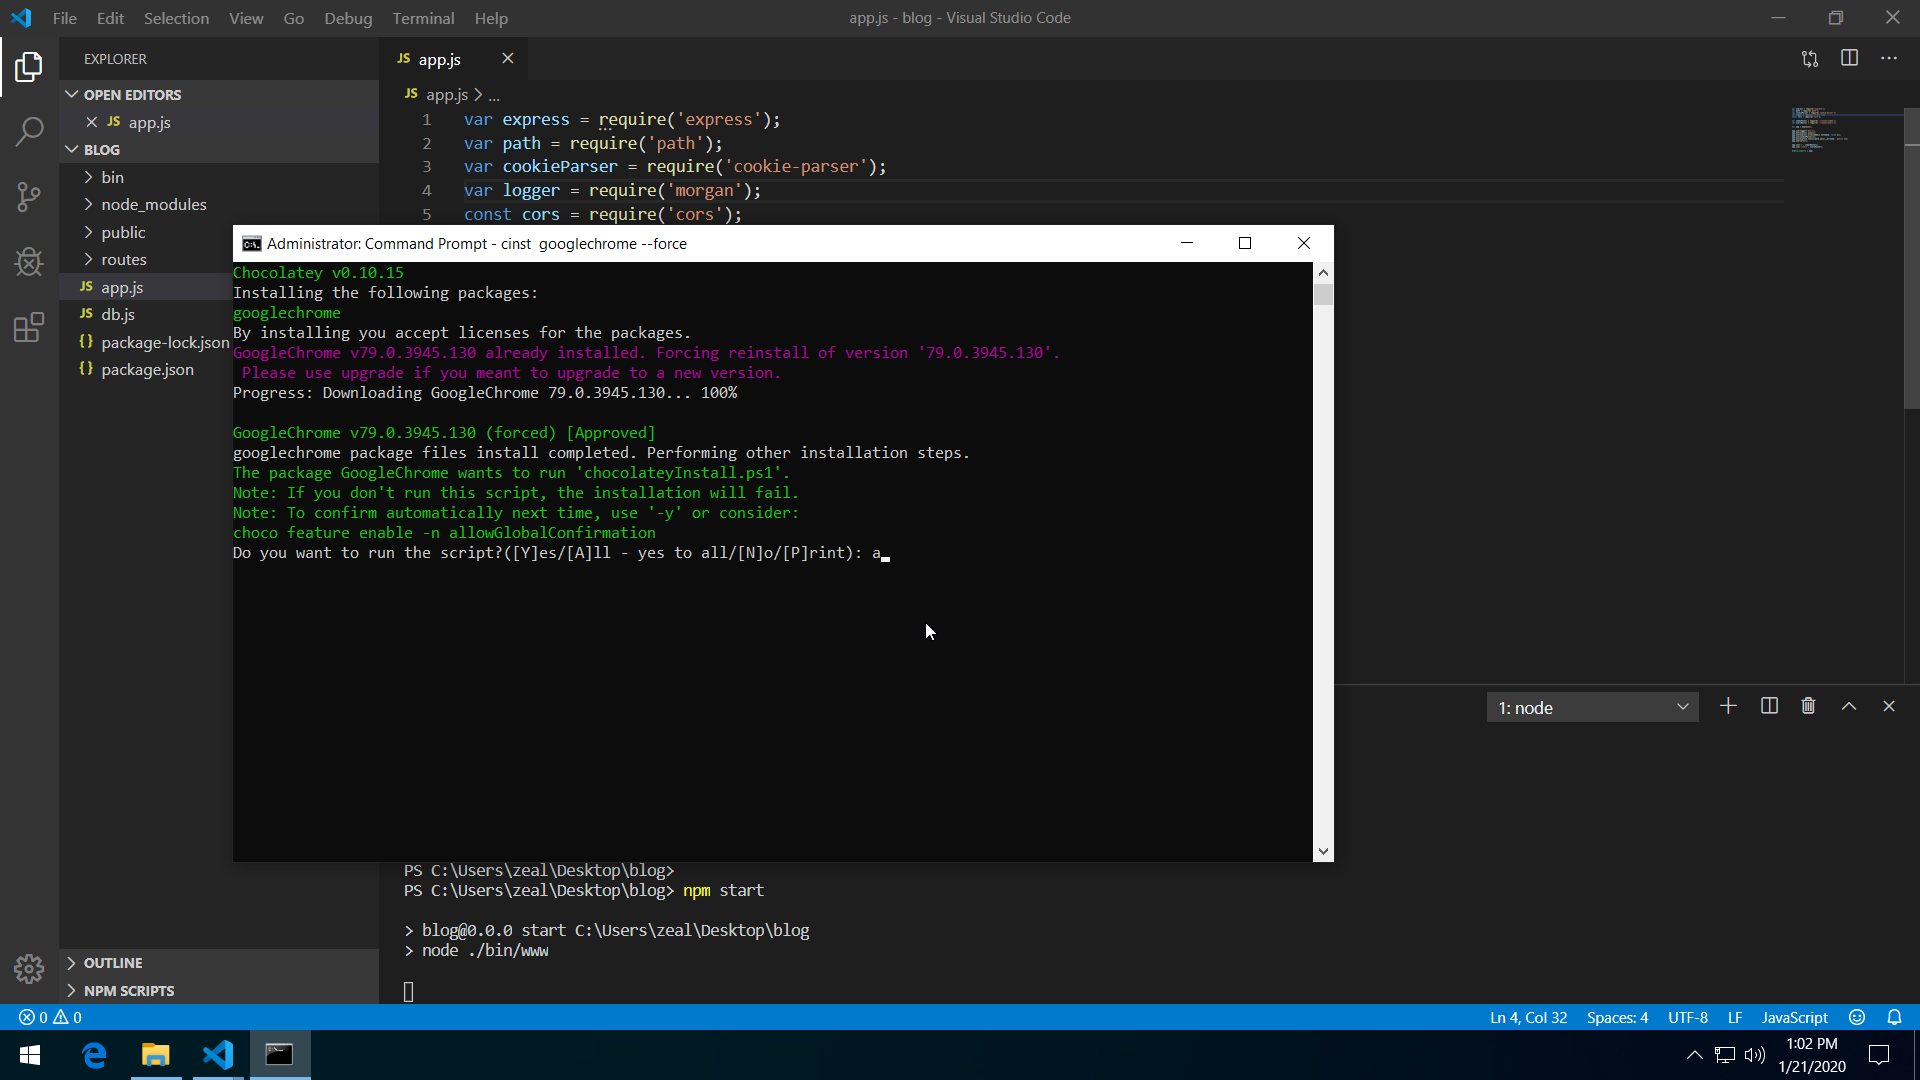 File Edit Selection View Go Debug Terminal Help
app.js - blog - Visual Studio Code
EXPLORER
OPEN EDITORS
JS app.js
BLOG
bin
node_modules
public
routes
JS app.js
JS db.js
{} package-lock.json
{} package.json
OUTLINE
NPM SCRIPTS
JS app.js
JS app.js > ...
1 var express = require('express');
2 var path = require('path');
3 var cookieParser = require('cookie-parser');
4 var logger = require('morgan');
5 const cors = require('cors');
Administrator: Command Prompt - cinst  googlechrome --force
Chocolatey v0.10.15
Installing the following packages:
googlechrome
By installing you accept licenses for the packages.
GoogleChrome v79.0.3945.130 already installed. Forcing reinstall of version '79.0.3945.130'.
Please use upgrade if you meant to upgrade to a new version.
Progress: Downloading GoogleChrome 79.0.3945.130... 100%
GoogleChrome v79.0.3945.130 (forced) [Approved]
googlechrome package files install completed. Performing other installation steps.
The package GoogleChrome wants to run 'chocolateyInstall.ps1'.
Note: If you don't run this script, the installation will fail.
Note: To confirm automatically next time, use '-y' or consider:
choco feature enable -n allowGlobalConfirmation
Do you want to run the script?([Y]es/[A]ll - yes to all/[N]o/[P]rint): a
1: node
PS C:\Users\zeal\Desktop\blog>
PS C:\Users\zeal\Desktop\blog> npm start
> blog@0.0.0 start C:\Users\zeal\Desktop\blog
> node ./bin/www
0 0
Ln 4, Col 32 Spaces: 4 UTF-8 LF JavaScript
1:02 PM
1/21/2020